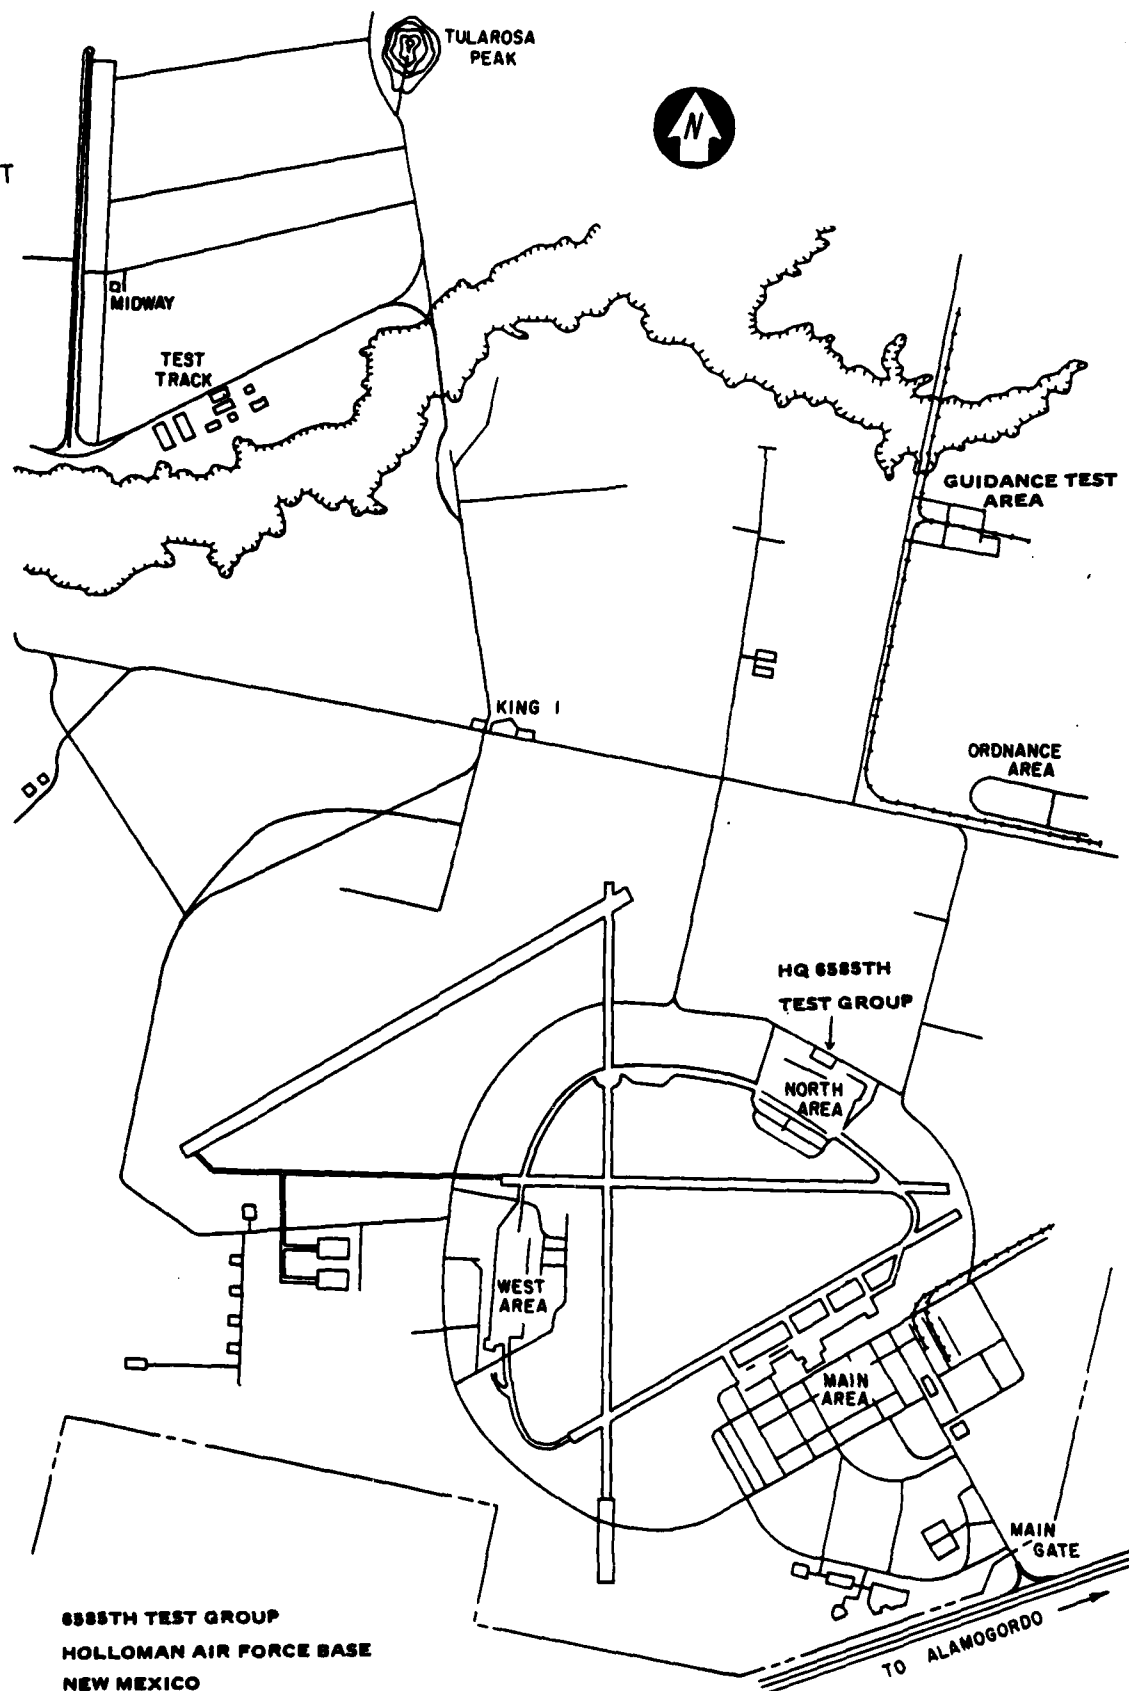 TULAROSA
PEAK
N
T
MIDWAY
TEST
TRACK
GUIDANCE TEST
AREA
KING I
ORDNANCE
AREA
HQ 6585TH
TEST GROUP
NORTH
AREA
WEST
AREA
MAIN
AREA
MAIN
GATE
TO ALAMOGORDO
6585TH TEST GROUP
HOLLOMAN AIR FORCE BASE
NEW MEXICO